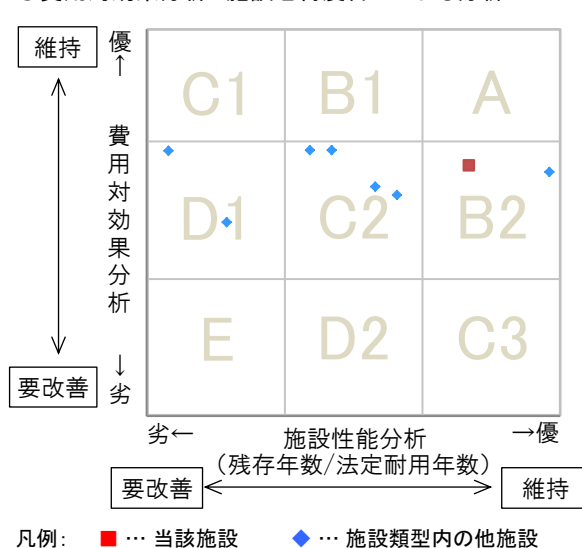 維持
優
↑
C1
B1
A
費用対効果分析
D1
C2
B2
E
D2
C3
↓
劣
要改善
劣←
施設性能分析
→優
(残存年数/法定耐用年数)
要改善
維持
凡例: ■ … 当該施設 ◆ … 施設類型内の他施設